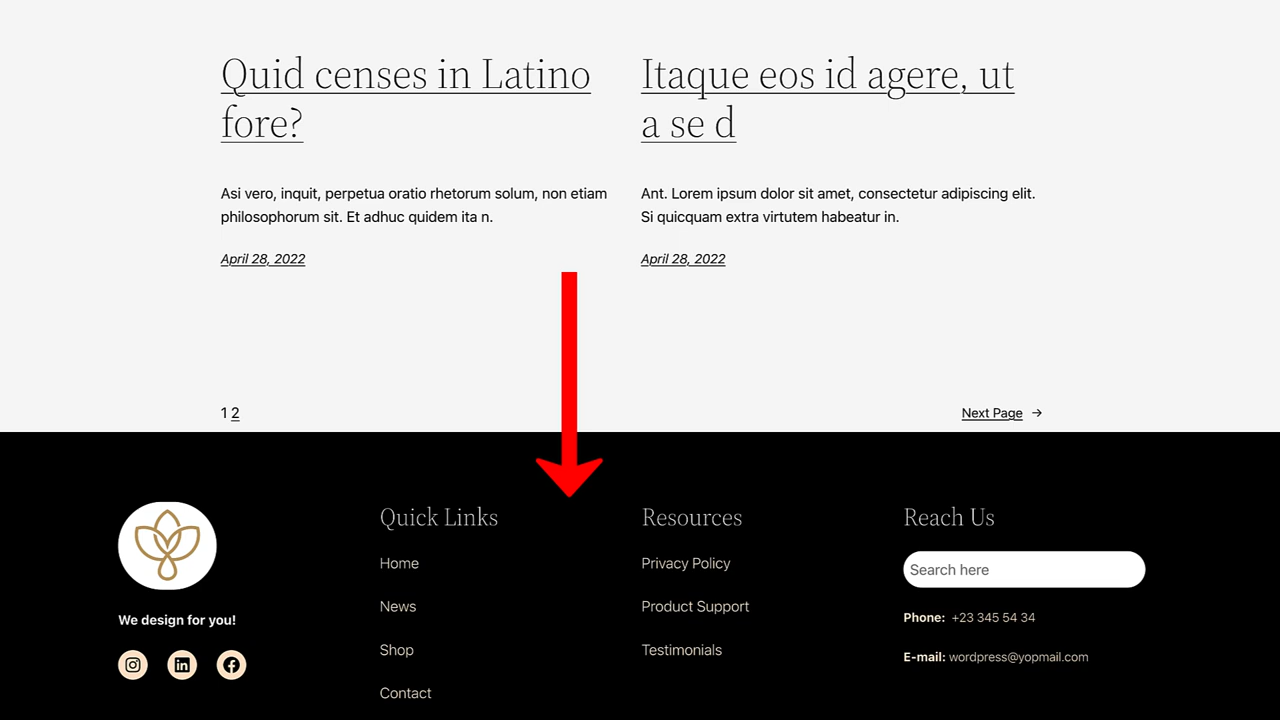 Quid censes in Latino
fore?
Asi vero, inquit, perpetua oratio rhetorum solum, non etiam
philosophorum sit. Et adhuc quidem ita n.
April 28, 2022
Itaque eos id agere, ut
a se d
Ant. Lorem ipsum dolor sit amet, consectetur adipiscing elit.
Si quicquam extra virtutem habeatur in.
April 28, 2022
1 2
Next Page →
We design for you!
Quick Links
Home
News
Shop
Contact
Resources
Privacy Policy
Product Support
Testimonials
Reach Us
Search here
Phone: +23 345 54 34
E-mail: wordpress@yopmail.com